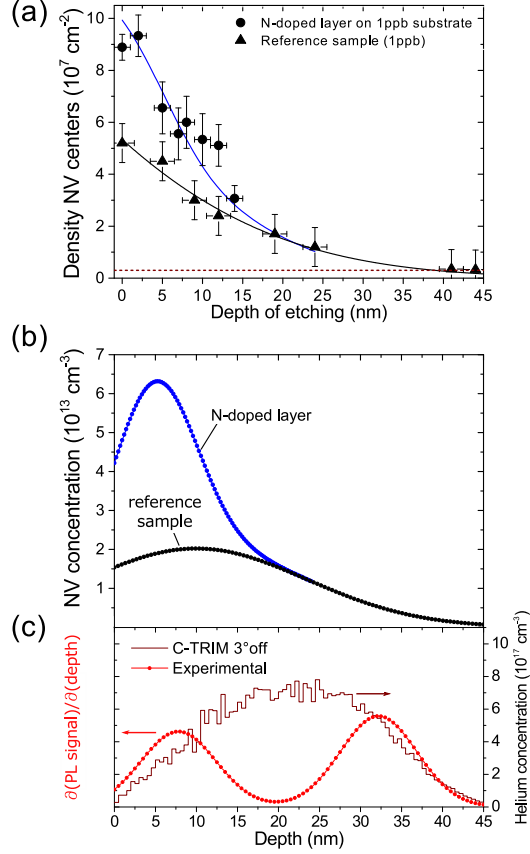 (a)
N-doped layer on 1ppb substrate
Reference sample (1ppb)
Density NV centers (10⁷ cm⁻²)
10
8
6
4
2
0
0 5 10 15 20 25 30 35 40 45
Depth of etching (nm)
(b)
NV concentration (10¹³ cm⁻³)
7
6
5
4
3
2
1
N-doped layer
reference
sample
(c)
C-TRIM 3°off
Experimental
∂(PL signal)/∂(depth)
10
8
6
4
2
0
Helium concentration (10¹⁷ cm⁻³)
0 5 10 15 20 25 30 35 40 45
Depth (nm)